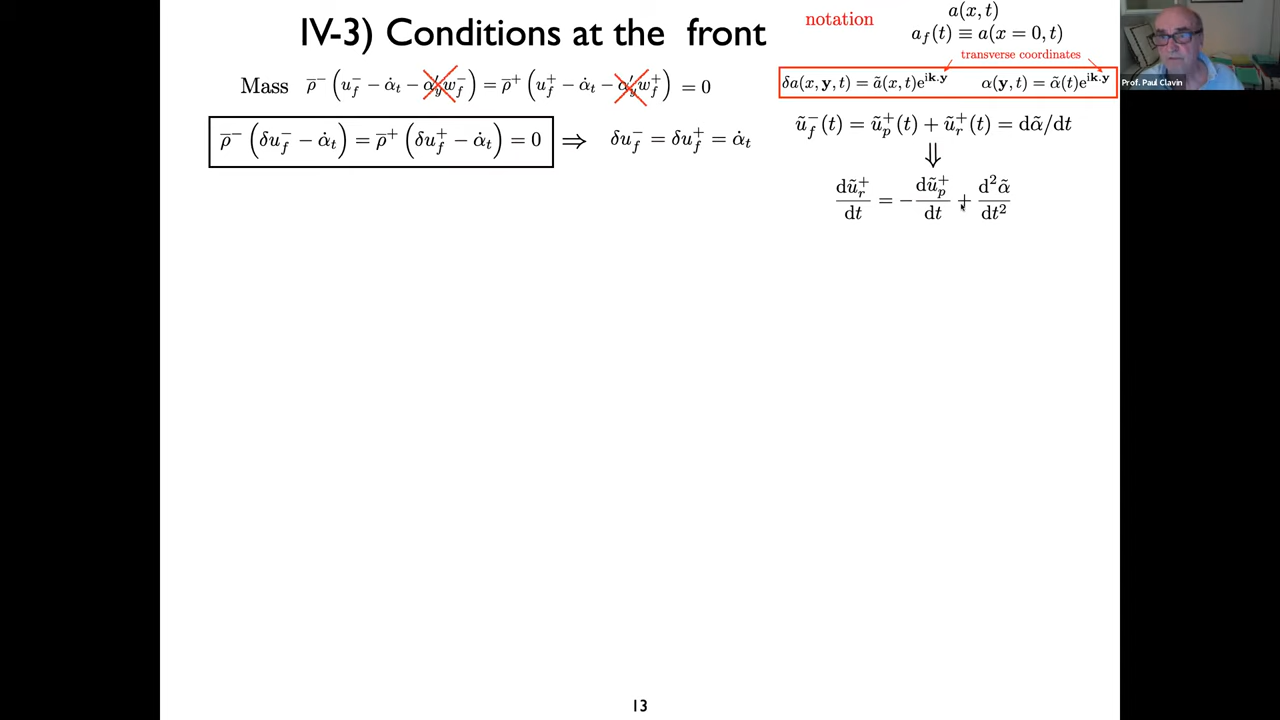 IV-3) Conditions at the front
notation
a(x, t)
a_f(t) ≡ a(x = 0, t)
transverse coordinates
δa(x, y, t) = ã(x, t)e^{ik.y} α(y, t) = α̃(t)e^{ik.y}
Prof. Paul Clavin
Mass ρ̄⁻ (u_f⁻ − α̇_t − α′_y w_f⁻) = ρ̄⁺ (u_f⁺ − α̇_t − α′_y w_f⁺) = 0
ρ̄⁻ (δu_f⁻ − α̇_t) = ρ̄⁺ (δu_f⁺ − α̇_t) = 0 ⇒ δu_f⁻ = δu_f⁺ = α̇_t
ũ_f⁻(t) = ũ_p⁺(t) + ũ_r⁺(t) = dα̃/dt
⇓
dũ_r⁺/dt = − dũ_p⁺/dt + d²α̃/dt²
13